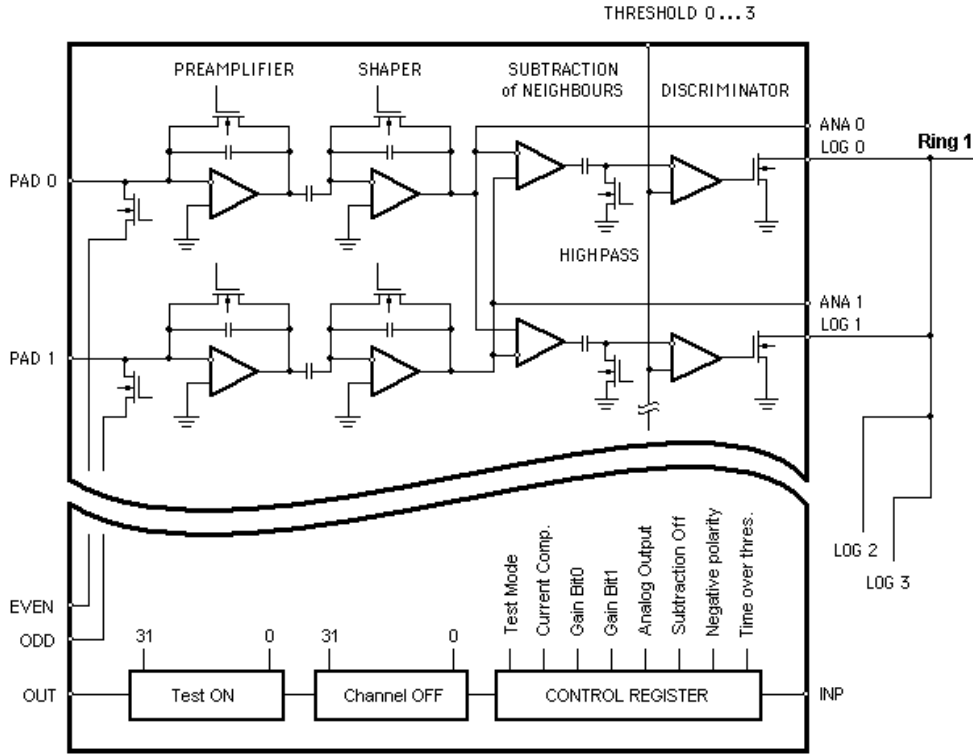 THRESHOLD 0 ... 3
PREAMPLIFIER
SHAPER
SUBTRACTION
of NEIGHBOURS
DISCRIMINATOR
ANA 0
LOG 0
Ring 1
PAD 0
HIGHPASS
ANA 1
LOG 1
PAD 1
LOG 2
LOG 3
Test Mode
Current Comp.
Gain Bit0
Gain Bit1
Analog Output
Subtraction Off
Negative polarity
Time over thres.
EVEN
ODD
31
0
31
0
OUT
Test ON
Channel OFF
CONTROL REGISTER
INP